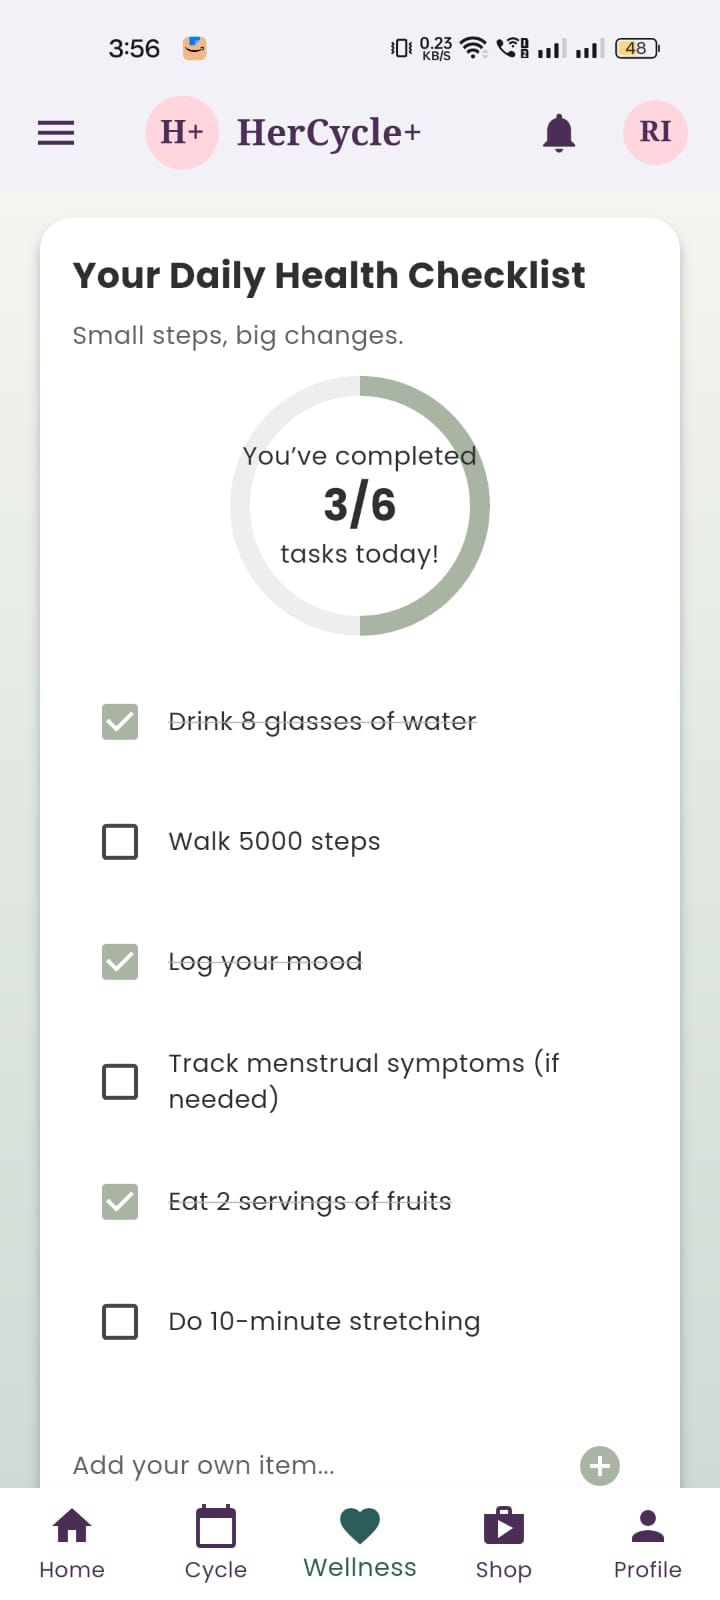 3:56
0.23
KB/S
48
H+ HerCycle+ RI
Your Daily Health Checklist
Small steps, big changes.
You’ve completed
3/6
tasks today!
Drink 8 glasses of water
Walk 5000 steps
Log your mood
Track menstrual symptoms (if
needed)
Eat 2 servings of fruits
Do 10-minute stretching
Add your own item...
Home Cycle Wellness Shop Profile